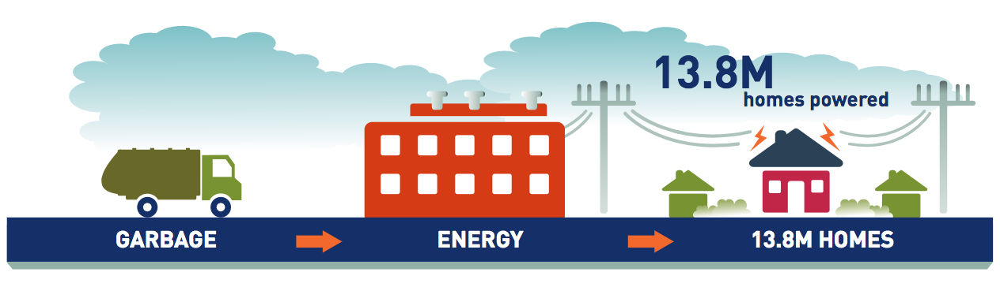 13.8M
homes powered
GARBAGE
ENERGY
13.8M HOMES